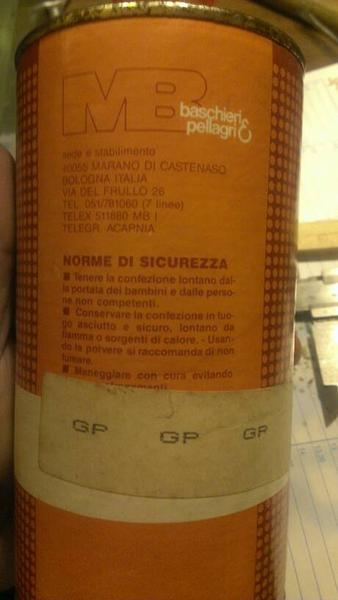 MB
baschieri
pellagri
sede e stabilimento
40055 MARANO DI CASTENASO
BOLOGNA ITALIA
VIA DEL FRULLO 26
TEL. 051/781060 (7 linee)
TELEX 511880 MB I
TELEGR. ACAPNIA
NORME DI SICUREZZA
■ Tenere la confezione lontano dal-
la portata dei bambini e dalle perso-
ne non competenti.
■ Conservare la confezione in luo-
go asciutto e sicuro, lontano da
fiamma o sorgenti di calore. - Usan-
do la polvere si raccomanda di non
fumare.
■ Maneggiare con cura evitando
GP GP GP